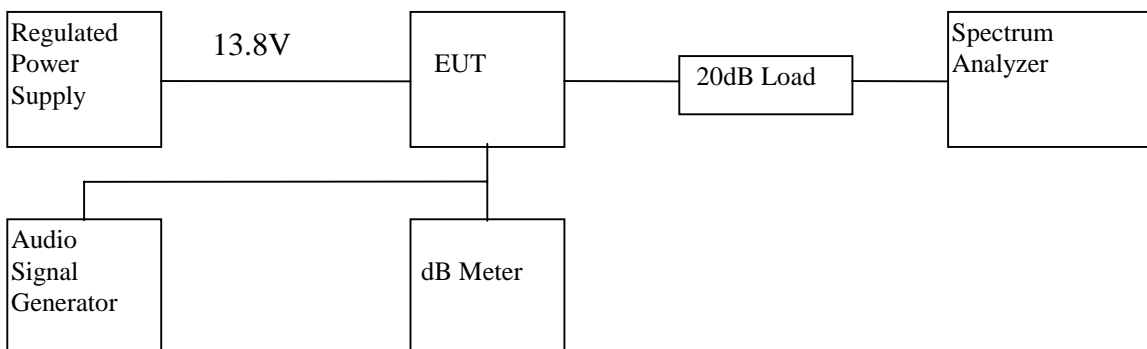 Regulated
Power
Supply
13.8V
EUT
20dB Load
Spectrum
Analyzer
Audio
Signal
Generator
dB Meter